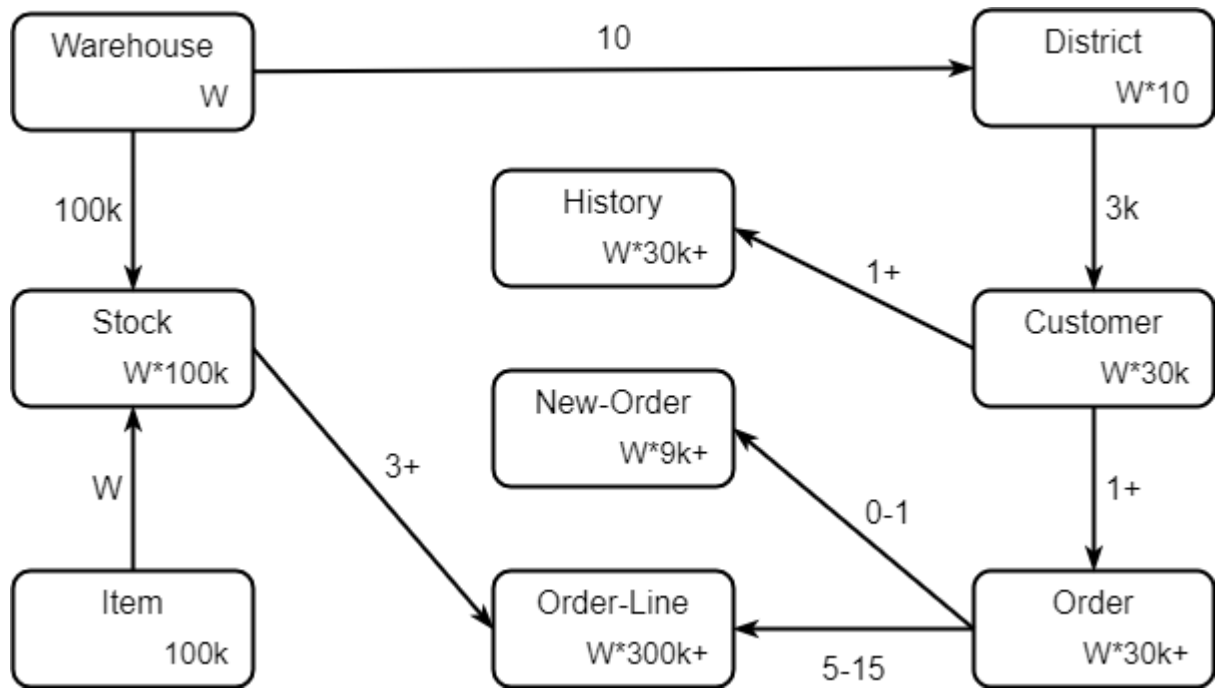 Warehouse
W
10
District
W*10
100k
History
W*30k+
3k
1+
Stock
W*100k
Customer
W*30k
New-Order
W*9k+
3+
W
0-1
1+
Item
100k
Order-Line
W*300k+
5-15
Order
W*30k+